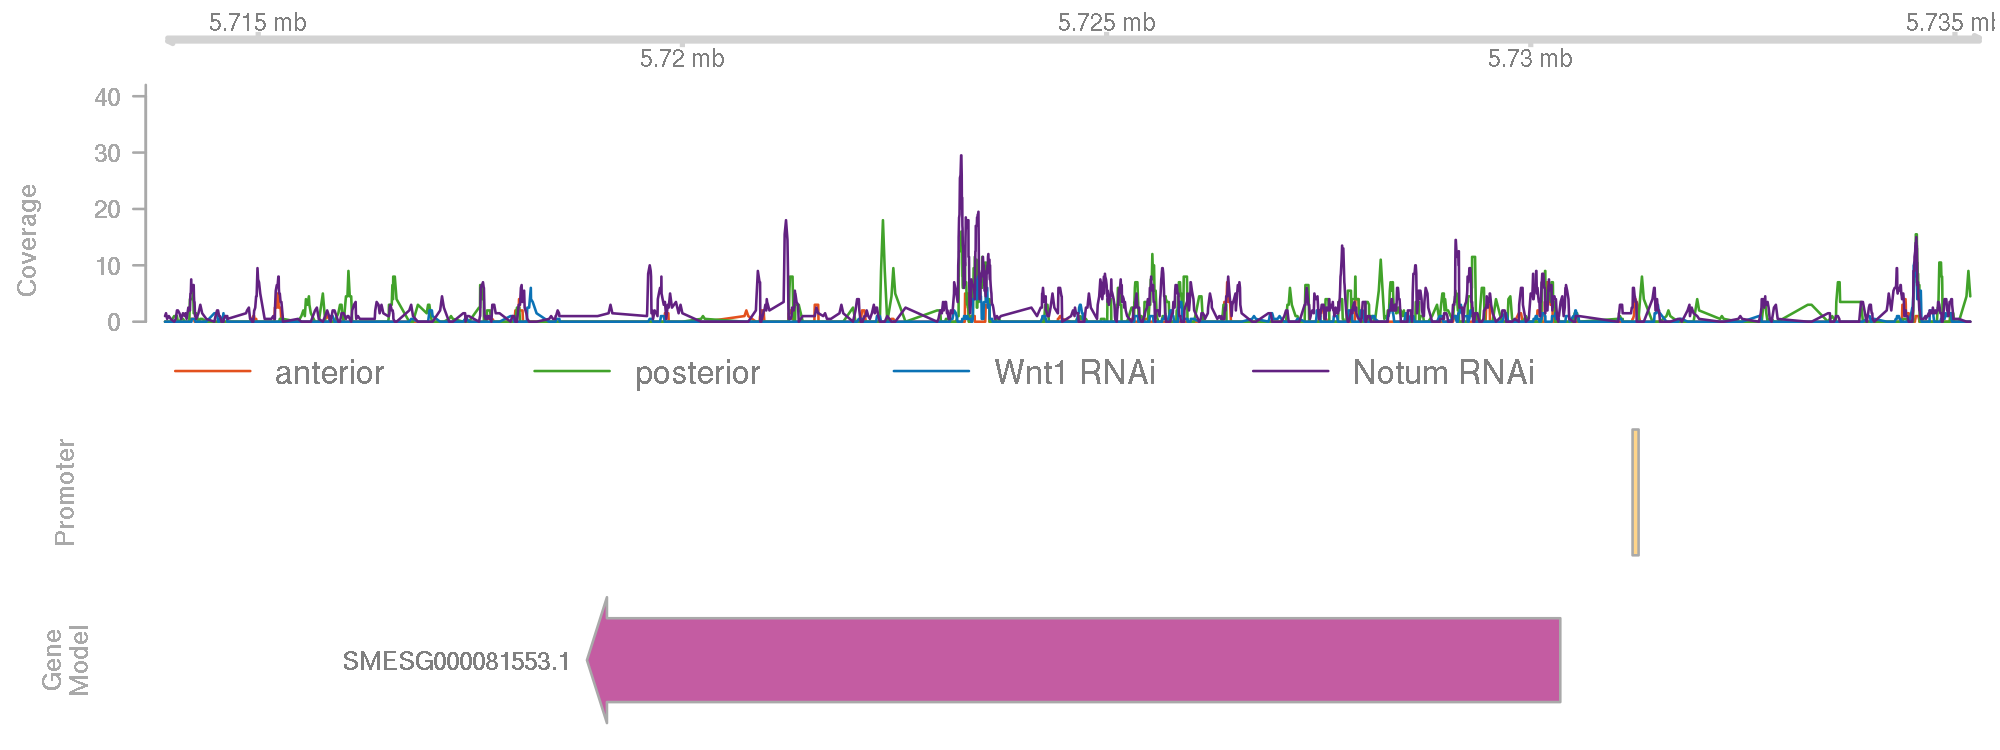 5.715 mb
5.725 mb
5.735 mb
5.72 mb
5.73 mb
Coverage
40
30
20
10
0
anterior
posterior
Wnt1 RNAi
Notum RNAi
Promoter
Gene
Model
SMESG000081553.1